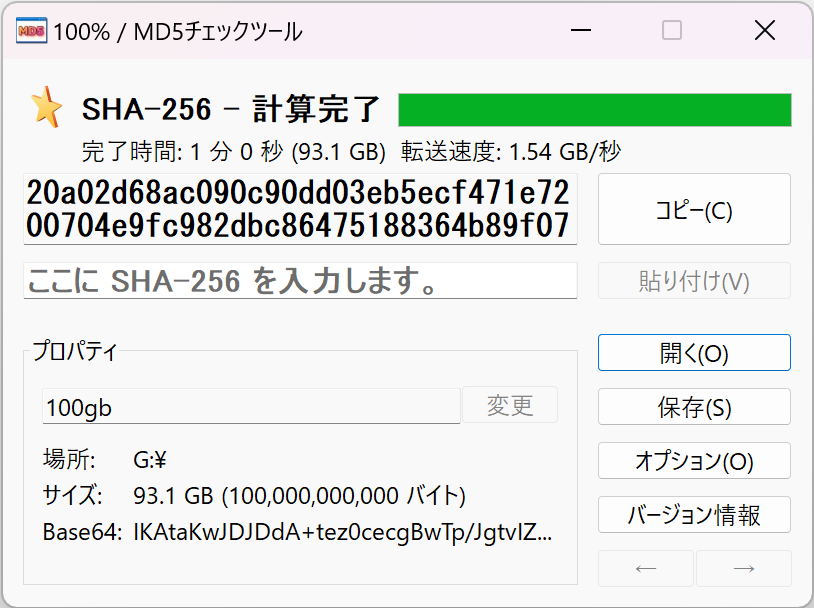 MD5
100% / MD5チェックツール
SHA-256 - 計算完了
完了時間: 1 分 0 秒 (93.1 GB) 転送速度: 1.54 GB/秒
20a02d68ac090c90dd03eb5ecf471e72
00704e9fc982dbc86475188364b89f07
コピー(C)
ここに SHA-256 を入力します。
貼り付け(V)
プロパティ
開く(O)
100gb
変更
保存(S)
場所: G:¥
オプション(O)
サイズ: 93.1 GB (100,000,000,000 バイト)
バージョン情報
Base64: IKAtaKwJDJDdA+tez0cecgBwTp/JgtvIZ...
← →